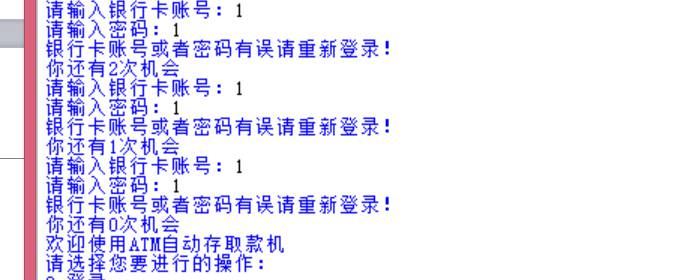 请输入银行卡账号：1
请输入密码：1
银行卡账号或者密码有误请重新登录！
你还有2次机会
请输入银行卡账号：1
请输入密码：1
银行卡账号或者密码有误请重新登录！
你还有1次机会
请输入银行卡账号：1
请输入密码：1
银行卡账号或者密码有误请重新登录！
你还有0次机会
欢迎使用ATM自动存取款机
请选择您要进行的操作：